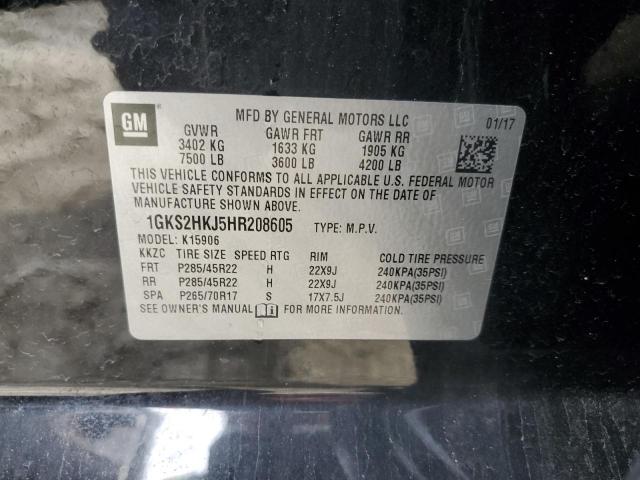 GM
MFD BY GENERAL MOTORS LLC
01/17
GVWR GAWR FRT GAWR RR
3402 KG 1633 KG 1905 KG
7500 LB 3600 LB 4200 LB
THIS VEHICLE CONFORMS TO ALL APPLICABLE U.S. FEDERAL MOTOR
VEHICLE SAFETY STANDARDS IN EFFECT ON THE DATE OF
MANUFACTURE SHOWN ABOVE.
1GKS2HKJ5HR208605 TYPE: M.P.V.
MODEL: K15906
KKZC TIRE SIZE SPEED RTG RIM COLD TIRE PRESSURE
FRT P285/45R22 H 22X9J 240KPA(35PSI)
RR P285/45R22 H 22X9J 240KPA(35PSI)
SPA P265/70R17 S 17X7.5J 240KPA(35PSI)
SEE OWNER'S MANUAL FOR MORE INFORMATION.